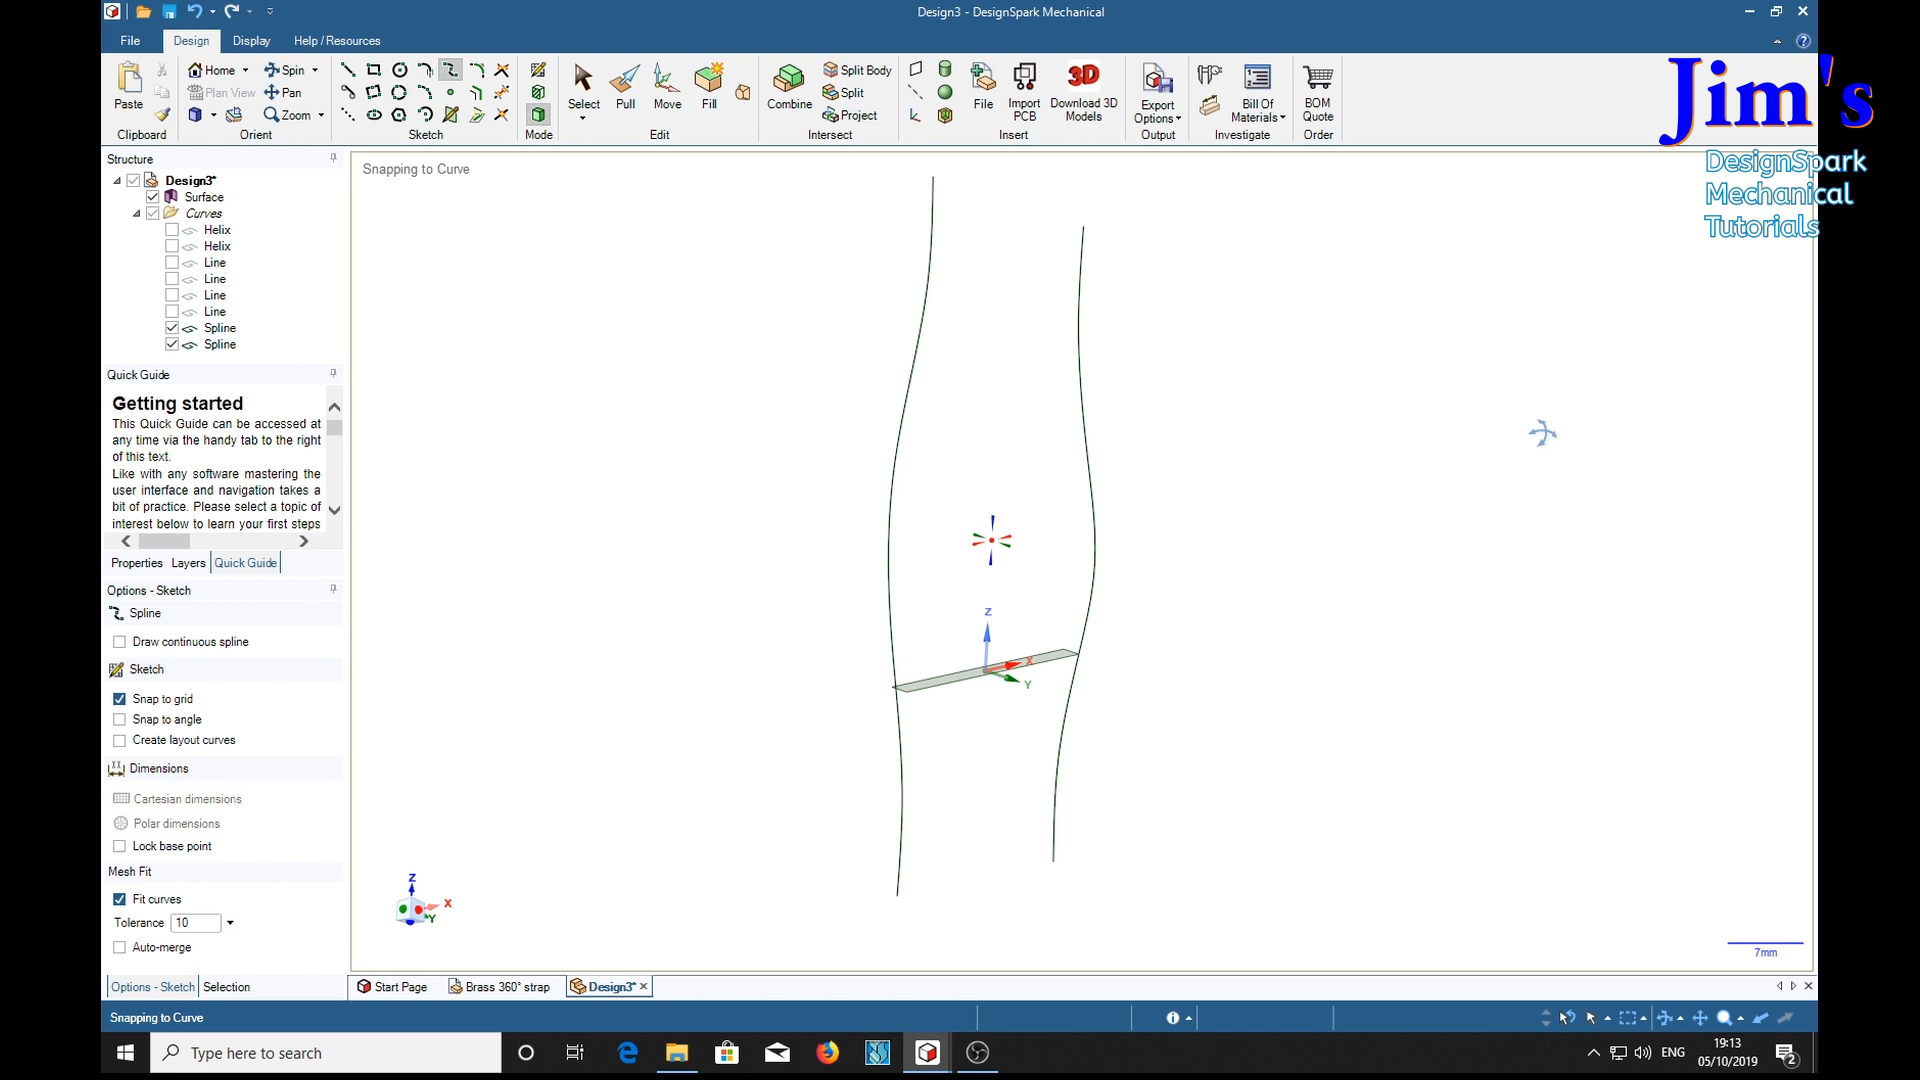 Design3 - DesignSpark Mechanical
File Design Display Help / Resources
Paste
Clipboard
Home Spin
Plan View Pan
Zoom
Orient
Sketch
Mode
Select Pull Move Fill
Edit
Combine
Split Body
Split
Project
Intersect
File
Import PCB
3D
Download 3D Models
Insert
Export Options
Output
Bill Of Materials
Investigate
BOM Quote
Order
Jim's
DesignSpark
Mechanical
Tutorials
Structure
Design3*
Surface
Curves
Helix
Helix
Line
Line
Line
Line
Spline
Spline
Quick Guide
Getting started
This Quick Guide can be accessed at
any time via the handy tab to the right
of this text.
Like with any software mastering the
user interface and navigation takes a
bit of practice. Please select a topic of
interest below to learn your first steps
Properties Layers Quick Guide
Options - Sketch
Spline
Draw continuous spline
Sketch
Snap to grid
Snap to angle
Create layout curves
Dimensions
Cartesian dimensions
Polar dimensions
Lock base point
Mesh Fit
Fit curves
Tolerance 10
Auto-merge
Options - Sketch Selection
Snapping to Curve
Z
X
Y
Z
X
Y
7mm
Start Page Brass 360° strap Design3*
Snapping to Curve
Type here to search
ENG
19:13
05/10/2019
2